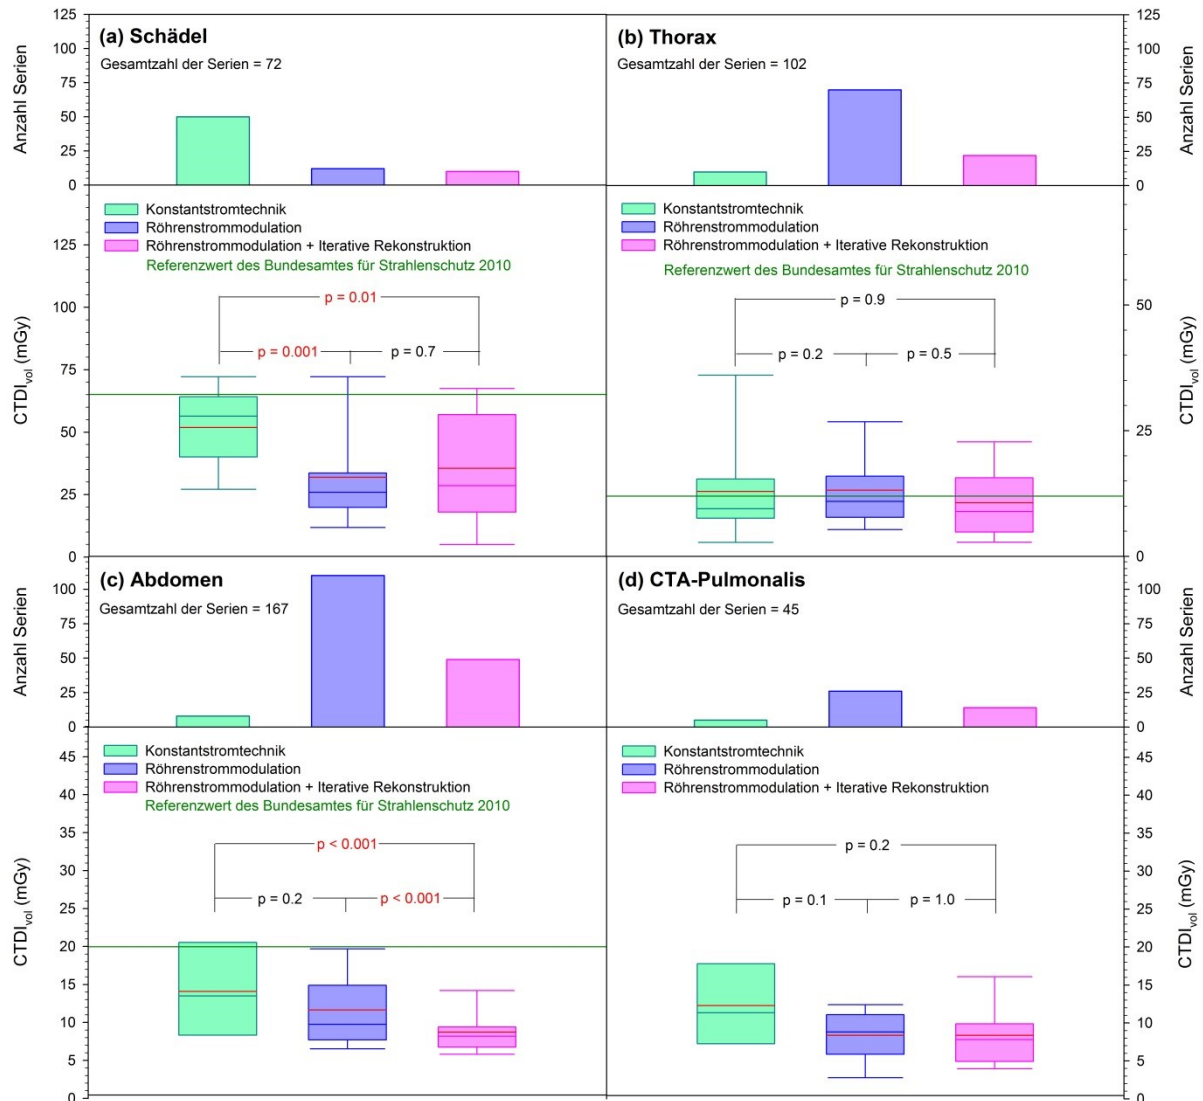 (a) Schädel
Gesamtzahl der Serien = 72
Anzahl Serien
125
100
75
50
25
0
Konstantstromtechnik
Röhrenstrommodulation
Röhrenstrommodulation + Iterative Rekonstruktion
Referenzwert des Bundesamtes für Strahlenschutz 2010
p = 0.01
p = 0.001
p = 0.7
CTDIvol (mGy)
125
100
75
50
25
0
(b) Thorax
Gesamtzahl der Serien = 102
Anzahl Serien
125
100
75
50
25
0
Konstantstromtechnik
Röhrenstrommodulation
Röhrenstrommodulation + Iterative Rekonstruktion
Referenzwert des Bundesamtes für Strahlenschutz 2010
p = 0.9
p = 0.2
p = 0.5
CTDIvol (mGy)
50
25
0
(c) Abdomen
Gesamtzahl der Serien = 167
Anzahl Serien
100
75
50
25
0
Konstantstromtechnik
Röhrenstrommodulation
Röhrenstrommodulation + Iterative Rekonstruktion
Referenzwert des Bundesamtes für Strahlenschutz 2010
p < 0.001
p = 0.2
p < 0.001
CTDIvol (mGy)
45
40
35
30
25
20
15
10
5
0
(d) CTA-Pulmonalis
Gesamtzahl der Serien = 45
Anzahl Serien
100
75
50
25
0
Konstantstromtechnik
Röhrenstrommodulation
Röhrenstrommodulation + Iterative Rekonstruktion
p = 0.2
p = 0.1
p = 1.0
CTDIvol (mGy)
45
40
35
30
25
20
15
10
5
0